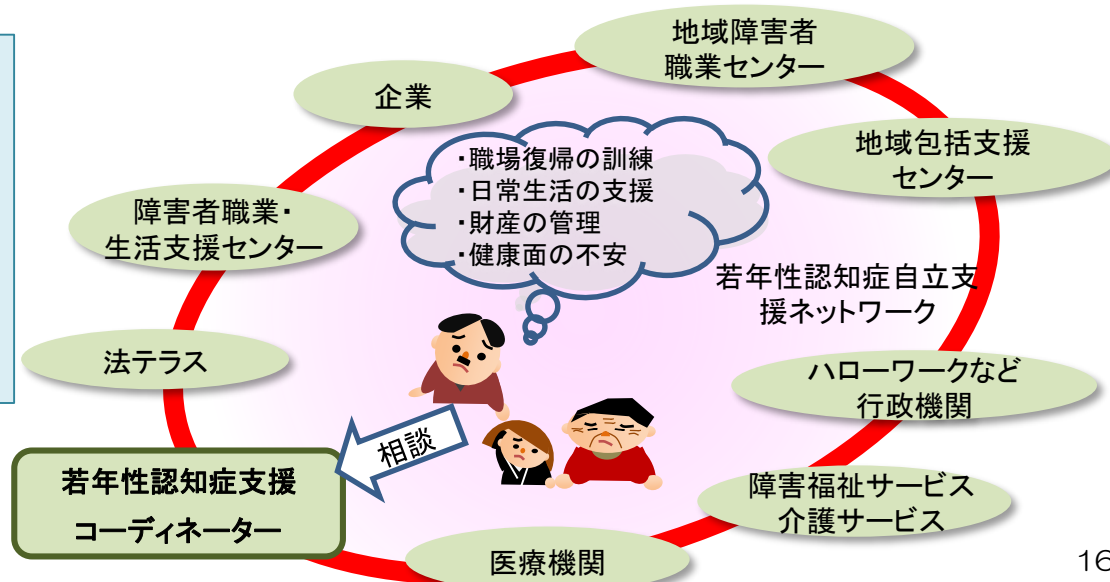 地域障害者
職業センター
企業
地域包括支援
センター
・職場復帰の訓練
・日常生活の支援
・財産の管理
・健康面の不安
障害者職業・
生活支援センター
若年性認知症自立支
援ネットワーク
法テラス
ハローワークなど
行政機関
相談
若年性認知症支援
コーディネーター
障害福祉サービス
介護サービス
医療機関
16